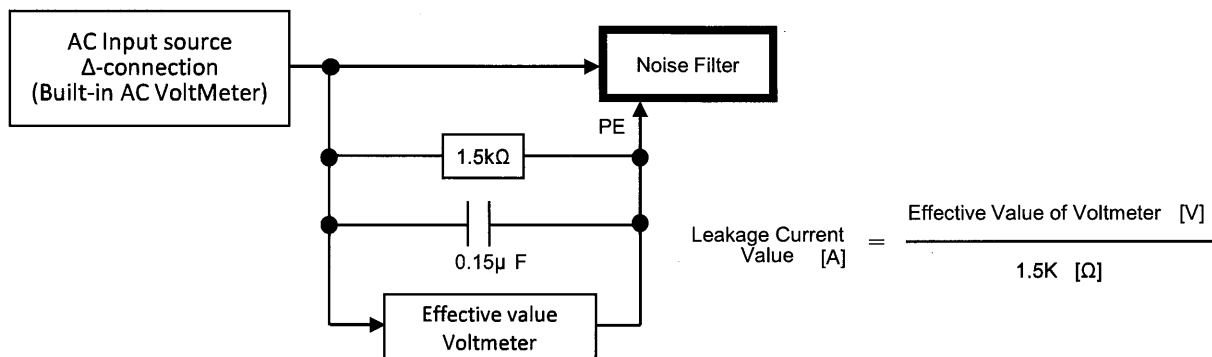 AC Input source
Δ-connection
(Built-in AC VoltMeter)
Noise Filter
PE
1.5kΩ
0.15μ F
Effective value
Voltmeter
Leakage Current
Value [A]
=
Effective Value of Voltmeter [V]
1.5K [Ω]